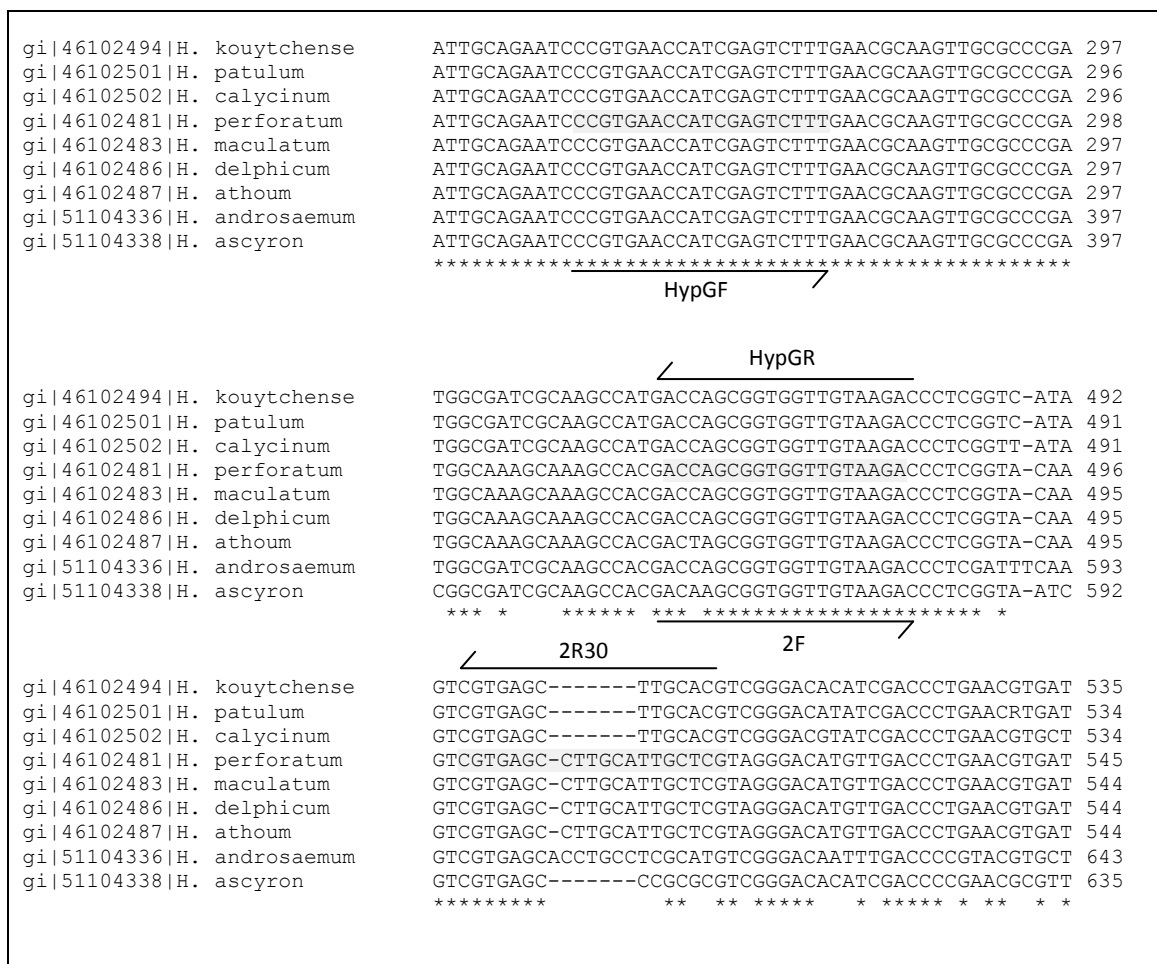 gi|46102494|H. kouytchense ATTGCAGAATCCCGTGAACCATCGAGTCTTTGAACGCAAGTTGCGCCCGA 297
gi|46102501|H. patulum ATTGCAGAATCCCGTGAACCATCGAGTCTTTGAACGCAAGTTGCGCCCGA 296
gi|46102502|H. calycinum ATTGCAGAATCCCGTGAACCATCGAGTCTTTGAACGCAAGTTGCGCCCGA 296
gi|46102481|H. perforatum ATTGCAGAATCCCGTGAACCATCGAGTCTTTGAACGCAAGTTGCGCCCGA 298
gi|46102483|H. maculatum ATTGCAGAATCCCGTGAACCATCGAGTCTTTGAACGCAAGTTGCGCCCGA 297
gi|46102486|H. delphicum ATTGCAGAATCCCGTGAACCATCGAGTCTTTGAACGCAAGTTGCGCCCGA 297
gi|46102487|H. athoum ATTGCAGAATCCCGTGAACCATCGAGTCTTTGAACGCAAGTTGCGCCCGA 297
gi|51104336|H. androsaemum ATTGCAGAATCCCGTGAACCATCGAGTCTTTGAACGCAAGTTGCGCCCGA 397
gi|51104338|H. ascyron ATTGCAGAATCCCGTGAACCATCGAGTCTTTGAACGCAAGTTGCGCCCGA 397
**************************************************
HypGF
HypGR
gi|46102494|H. kouytchense TGGCGATCGCAAGCCATGACCAGCGGTGGTTGTAAGACCCTCGGTC-ATA 492
gi|46102501|H. patulum TGGCGATCGCAAGCCATGACCAGCGGTGGTTGTAAGACCCTCGGTC-ATA 491
gi|46102502|H. calycinum TGGCGATCGCAAGCCATGACCAGCGGTGGTTGTAAGACCCTCGGTT-ATA 491
gi|46102481|H. perforatum TGGCAAAGCAAAGCCACGACCAGCGGTGGTTGTAAGACCCTCGGTA-CAA 496
gi|46102483|H. maculatum TGGCAAAGCAAAGCCACGACCAGCGGTGGTTGTAAGACCCTCGGTA-CAA 495
gi|46102486|H. delphicum TGGCAAAGCAAAGCCACGACCAGCGGTGGTTGTAAGACCCTCGGTA-CAA 495
gi|46102487|H. athoum TGGCAAAGCAAAGCCACGACTAGCGGTGGTTGTAAGACCCTCGGTA-CAA 495
gi|51104336|H. androsaemum TGGCGATCGCAAGCCACGACCAGCGGTGGTTGTAAGACCCTCGATTTCAA 593
gi|51104338|H. ascyron CGGCGATCGCAAGCCACGACAAGCGGTGGTTGTAAGACCCTCGGTA-ATC 592
*** *    ****** *** ********************** *
2R30 2F
gi|46102494|H. kouytchense GTCGTGAGC-------TTGCACGTCGGGACACATCGACCCTGAACGTGAT 535
gi|46102501|H. patulum GTCGTGAGC-------TTGCACGTCGGGACATATCGACCCTGAACRTGAT 534
gi|46102502|H. calycinum GTCGTGAGC-------TTGCACGTCGGGACGTATCGACCCTGAACGTGCT 534
gi|46102481|H. perforatum GTCGTGAGC-CTTGCATTGCTCGTAGGGACATGTTGACCCTGAACGTGAT 545
gi|46102483|H. maculatum GTCGTGAGC-CTTGCATTGCTCGTAGGGACATGTTGACCCTGAACGTGAT 544
gi|46102486|H. delphicum GTCGTGAGC-CTTGCATTGCTCGTAGGGACATGTTGACCCTGAACGTGAT 544
gi|46102487|H. athoum GTCGTGAGC-CTTGCATTGCTCGTAGGGACATGTTGACCCTGAACGTGAT 544
gi|51104336|H. androsaemum GTCGTGAGCACCTGCCTCGCATGTCGGGACAATTTGACCCCGTACGTGCT 643
gi|51104338|H. ascyron GTCGTGAGC-------CCGCGCGTCGGGACACATCGACCCCGAACGCGTT 635
*********         **  ** *****   * ***** * **  * *